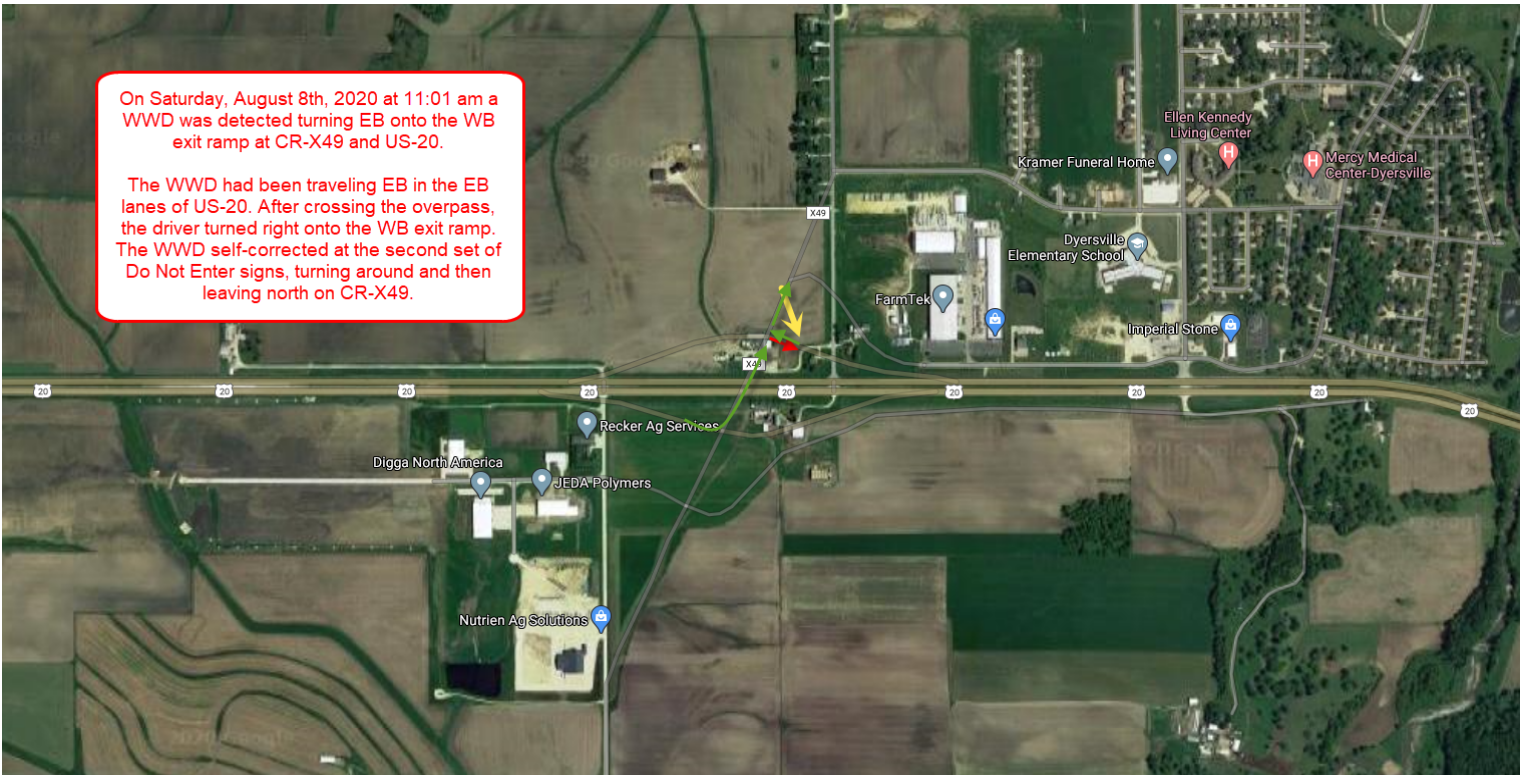 On Saturday, August 8th, 2020 at 11:01 am a
WWD was detected turning EB onto the WB
exit ramp at CR-X49 and US-20.
The WWD had been traveling EB in the EB
lanes of US-20. After crossing the overpass,
the driver turned right onto the WB exit ramp.
The WWD self-corrected at the second set of
Do Not Enter signs, turning around and then
leaving north on CR-X49.
Ellen Kennedy
Living Center
Kramer Funeral Home
Mercy Medical
Center-Dyersville
X49
Dyersville
Elementary School
FarmTek
Imperial Stone
X49
20
20
20
20
20
20
20
20
20
Recker Ag Services
Digga North America
JEDA Polymers
Nutrien Ag Solutions